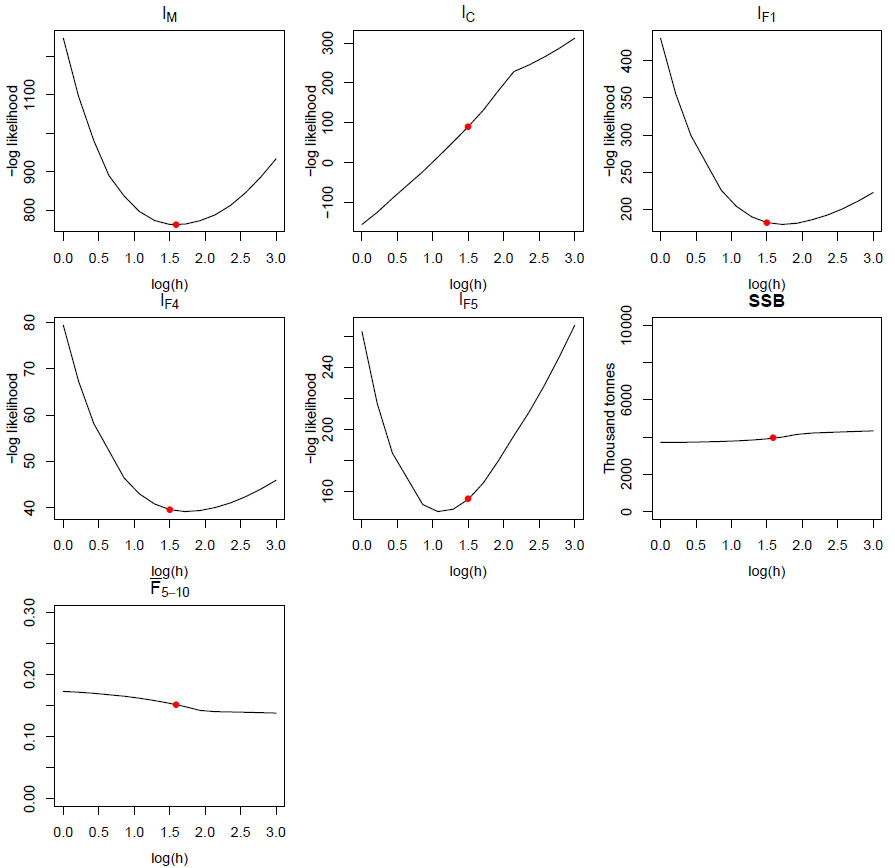 l_M
l_C
l_F1
−log likelihood
800 900 1100
0.0 0.5 1.0 1.5 2.0 2.5 3.0
log(h)
−log likelihood
−100 0 100 200 300
0.0 0.5 1.0 1.5 2.0 2.5 3.0
log(h)
−log likelihood
200 250 300 350 400
0.0 0.5 1.0 1.5 2.0 2.5 3.0
log(h)
l_F4
l_F5
SSB
−log likelihood
40 50 60 70 80
0.0 0.5 1.0 1.5 2.0 2.5 3.0
log(h)
−log likelihood
160 200 240
0.0 0.5 1.0 1.5 2.0 2.5 3.0
log(h)
Thousand tonnes
0 2000 6000 10000
0.0 0.5 1.0 1.5 2.0 2.5 3.0
log(h)
F̅5−10
0.00 0.10 0.20 0.30
0.0 0.5 1.0 1.5 2.0 2.5 3.0
log(h)